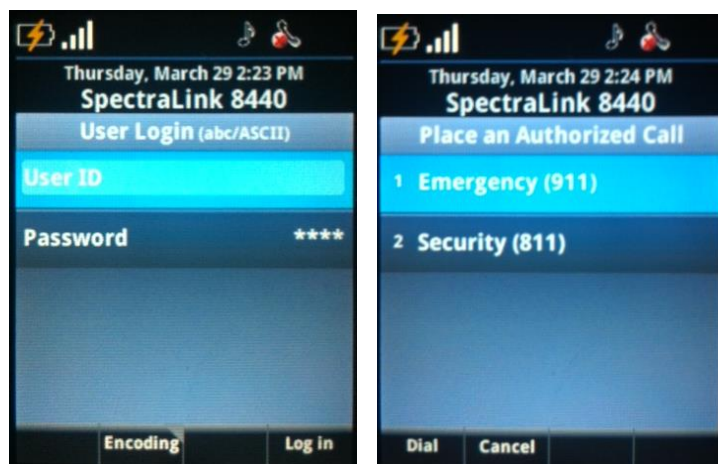 Thursday, March 29 2:23 PM
SpectraLink 8440
User Login (abc/ASCII)
User ID
Password ****
Encoding Log in
Thursday, March 29 2:24 PM
SpectraLink 8440
Place an Authorized Call
1 Emergency (911)
2 Security (811)
Dial Cancel